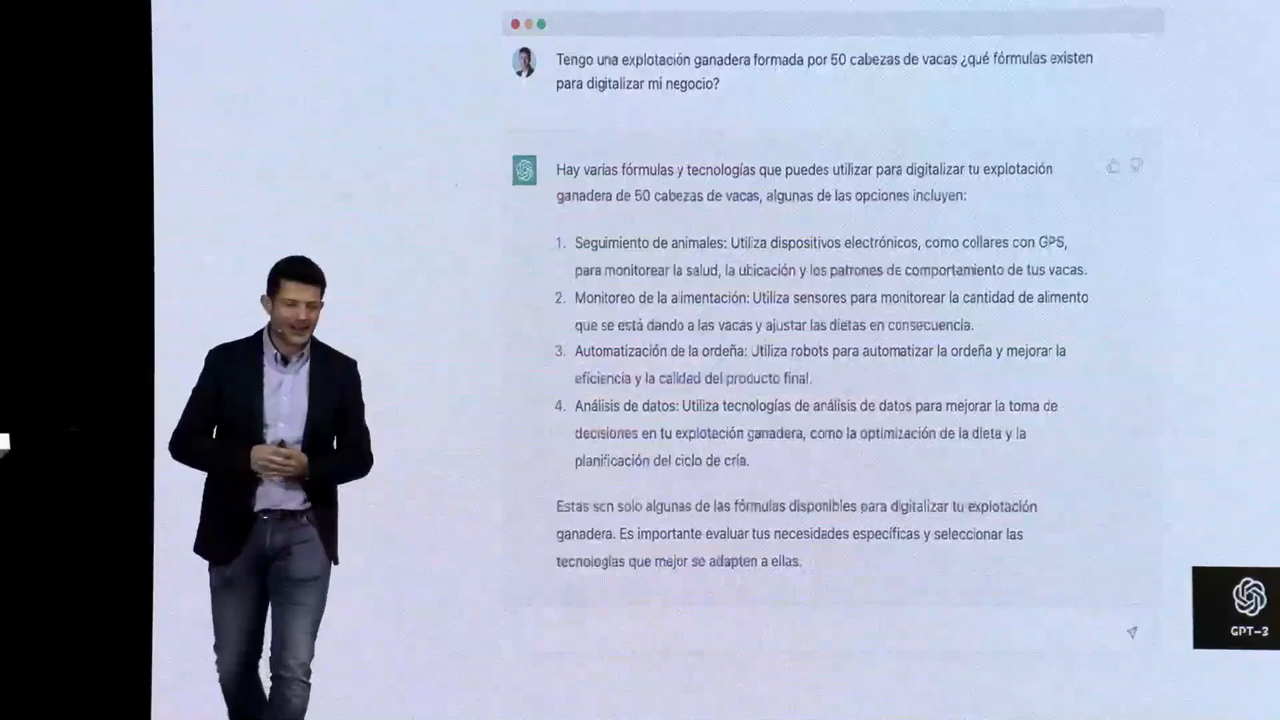 Tengo una explotación ganadera formada por 50 cabezas de vacas ¿qué fórmulas existen
para digitalizar mi negocio?
Hay varias fórmulas y tecnologías que puedes utilizar para digitalizar tu explotación
ganadera de 50 cabezas de vacas, algunas de las opciones incluyen:
1. Seguimiento de animales: Utiliza dispositivos electrónicos, como collares con GPS,
para monitorear la salud, la ubicación y los patrones de comportamiento de tus vacas.
2. Monitoreo de la alimentación: Utiliza sensores para monitorear la cantidad de alimento
que se está dando a las vacas y ajustar las dietas en consecuencia.
3. Automatización de la ordeña: Utiliza robots para automatizar la ordeña y mejorar la
eficiencia y la calidad del producto final.
4. Análisis de datos: Utiliza tecnologías de análisis de datos para mejorar la toma de
decisiones en tu explotación ganadera, como la optimización de la dieta y la
planificación del ciclo de cría.
Estas son solo algunas de las fórmulas disponibles para digitalizar tu explotación
ganadera. Es importante evaluar tus necesidades específicas y seleccionar las
tecnologías que mejor se adapten a ellas.
GPT-3